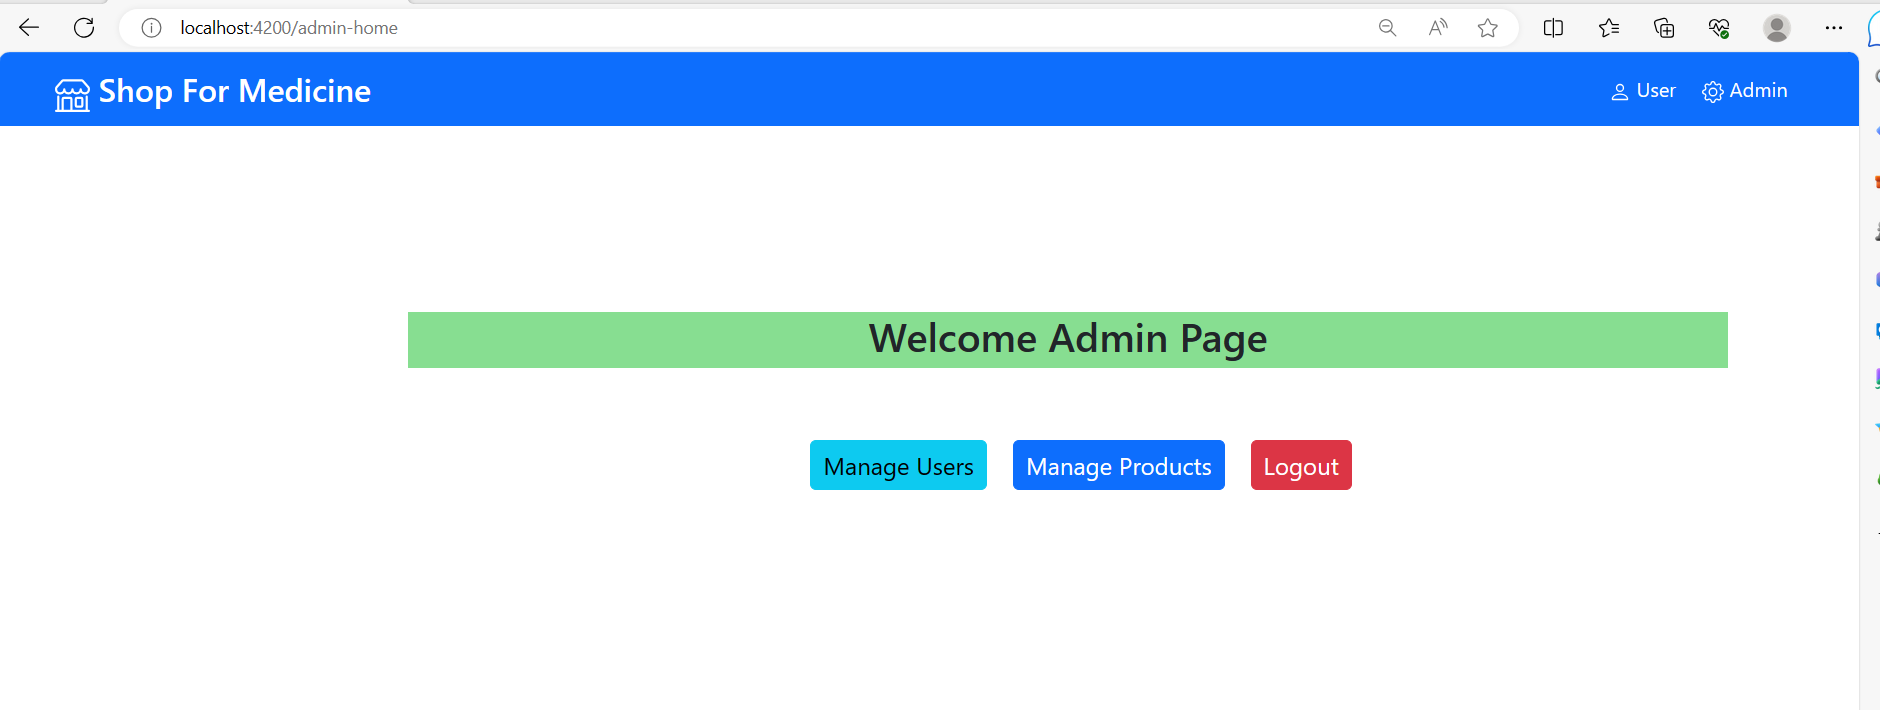 localhost:4200/admin-home
Shop For Medicine
User Admin
Welcome Admin Page
Manage Users Manage Products Logout